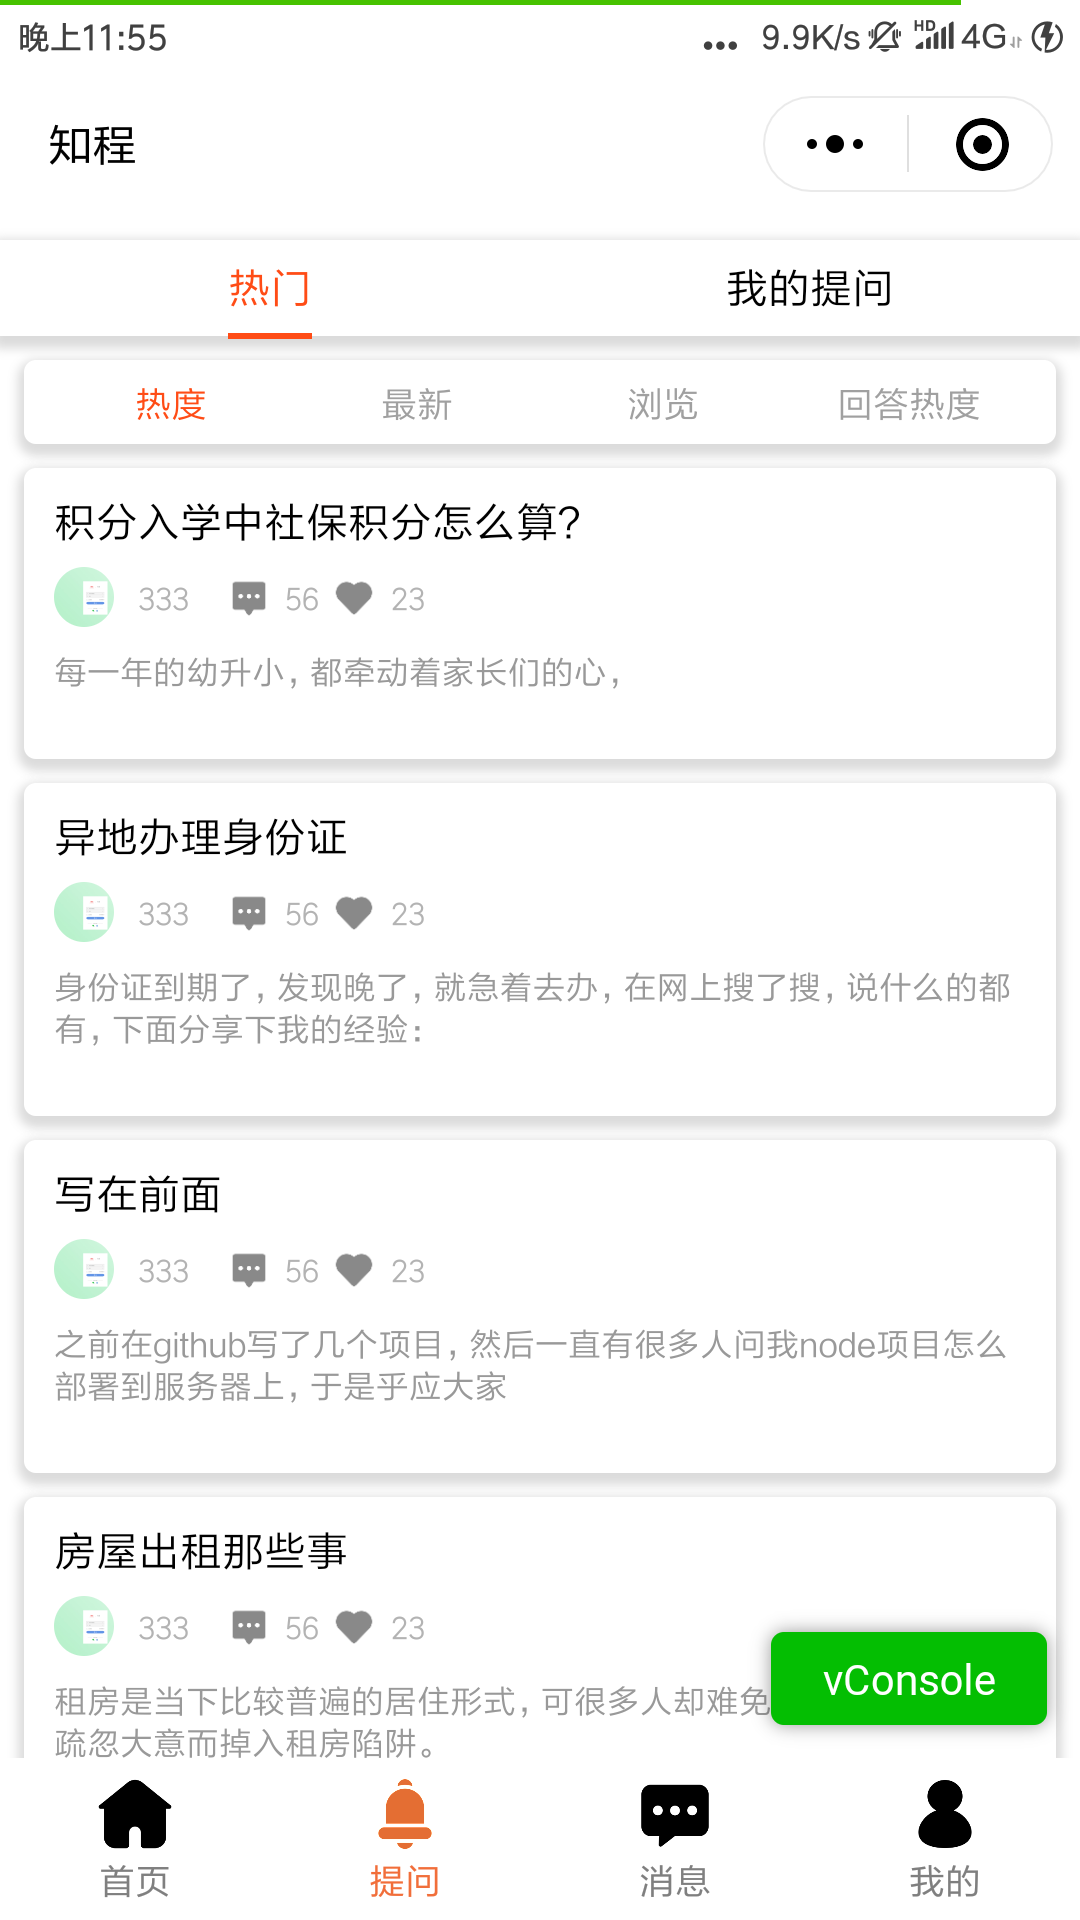 晚上11:55
9.9K/s HD 4G
知程
热门 我的提问
热度 最新 浏览 回答热度
积分入学中社保积分怎么算?
333 56 23
每一年的幼升小,都牵动着家长们的心,
异地办理身份证
333 56 23
身份证到期了,发现晚了,就急着去办,在网上搜了搜,说什么的都
有,下面分享下我的经验:
写在前面
333 56 23
之前在github写了几个项目,然后一直有很多人问我node项目怎么
部署到服务器上,于是乎应大家
房屋出租那些事
333 56 23
租房是当下比较普遍的居住形式,可很多人却难免
疏忽大意而掉入租房陷阱。
vConsole
首页 提问 消息 我的